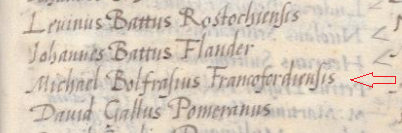 Levinus Battus Rostochiensis
Johannes Battus Flander
Michael Bolfrasius Francofordiensis
David Gallus Pomeranus